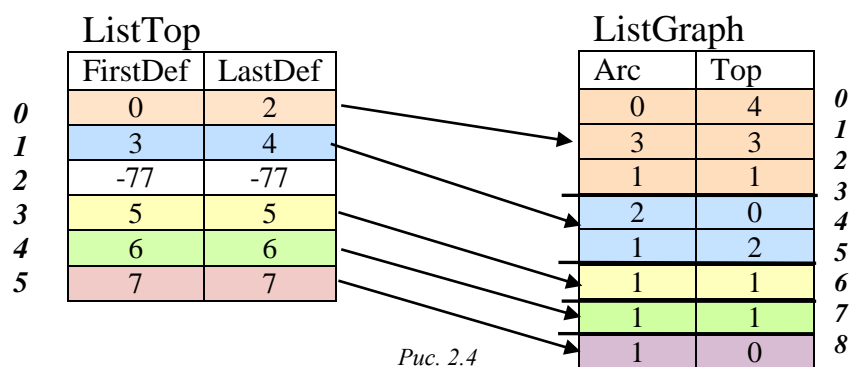 ListTop ListGraph
FirstDef LastDef Arc Top
0 0 2 0 4 0
1 3 4 3 3 1
2 -77 -77 1 1 2
3 5 5 2 0 3
4 6 6 1 2 4
5 7 7 1 1 5
1 1 6
1 0 7
8
Рис. 2.4